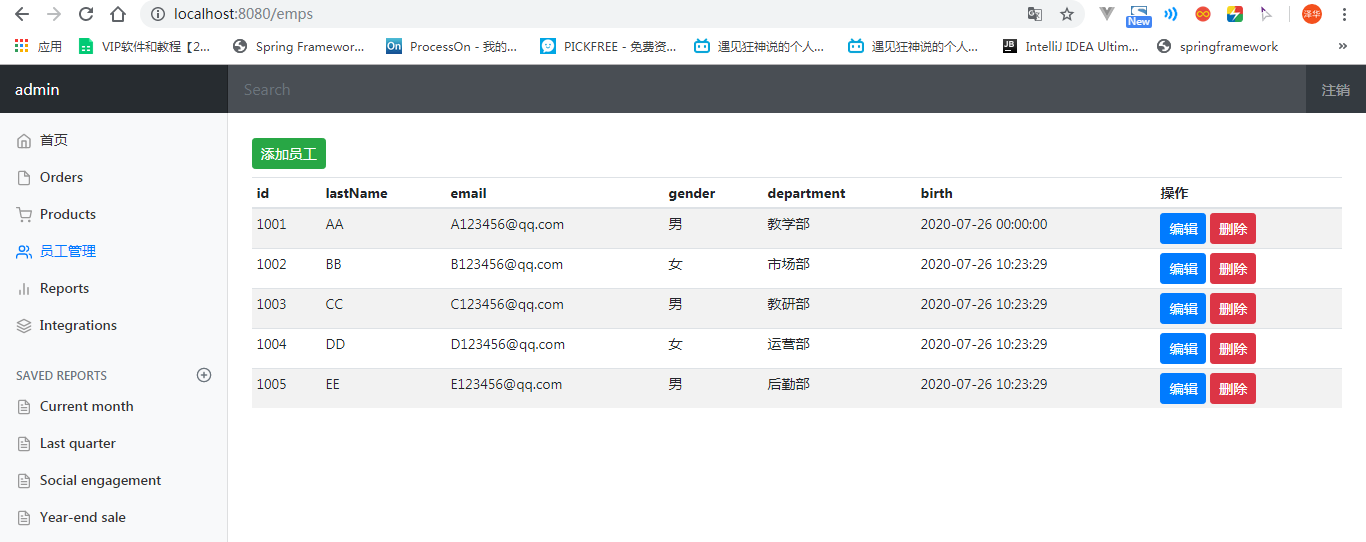 localhost:8080/emps
New
泽华
应用 VIP软件和教程【2... Spring Framewor... On ProcessOn - 我的... PICKFREE - 免费资... 遇见狂神说的个人... 遇见狂神说的个人... IntelliJ IDEA Ultim... springframework »
admin Search 注销
首页
Orders
Products
员工管理
Reports
Integrations
SAVED REPORTS
Current month
Last quarter
Social engagement
Year-end sale
添加员工
id lastName email gender department birth 操作
1001 AA A123456@qq.com 男 教学部 2020-07-26 00:00:00 编辑 删除
1002 BB B123456@qq.com 女 市场部 2020-07-26 10:23:29 编辑 删除
1003 CC C123456@qq.com 男 教研部 2020-07-26 10:23:29 编辑 删除
1004 DD D123456@qq.com 女 运营部 2020-07-26 10:23:29 编辑 删除
1005 EE E123456@qq.com 男 后勤部 2020-07-26 10:23:29 编辑 删除